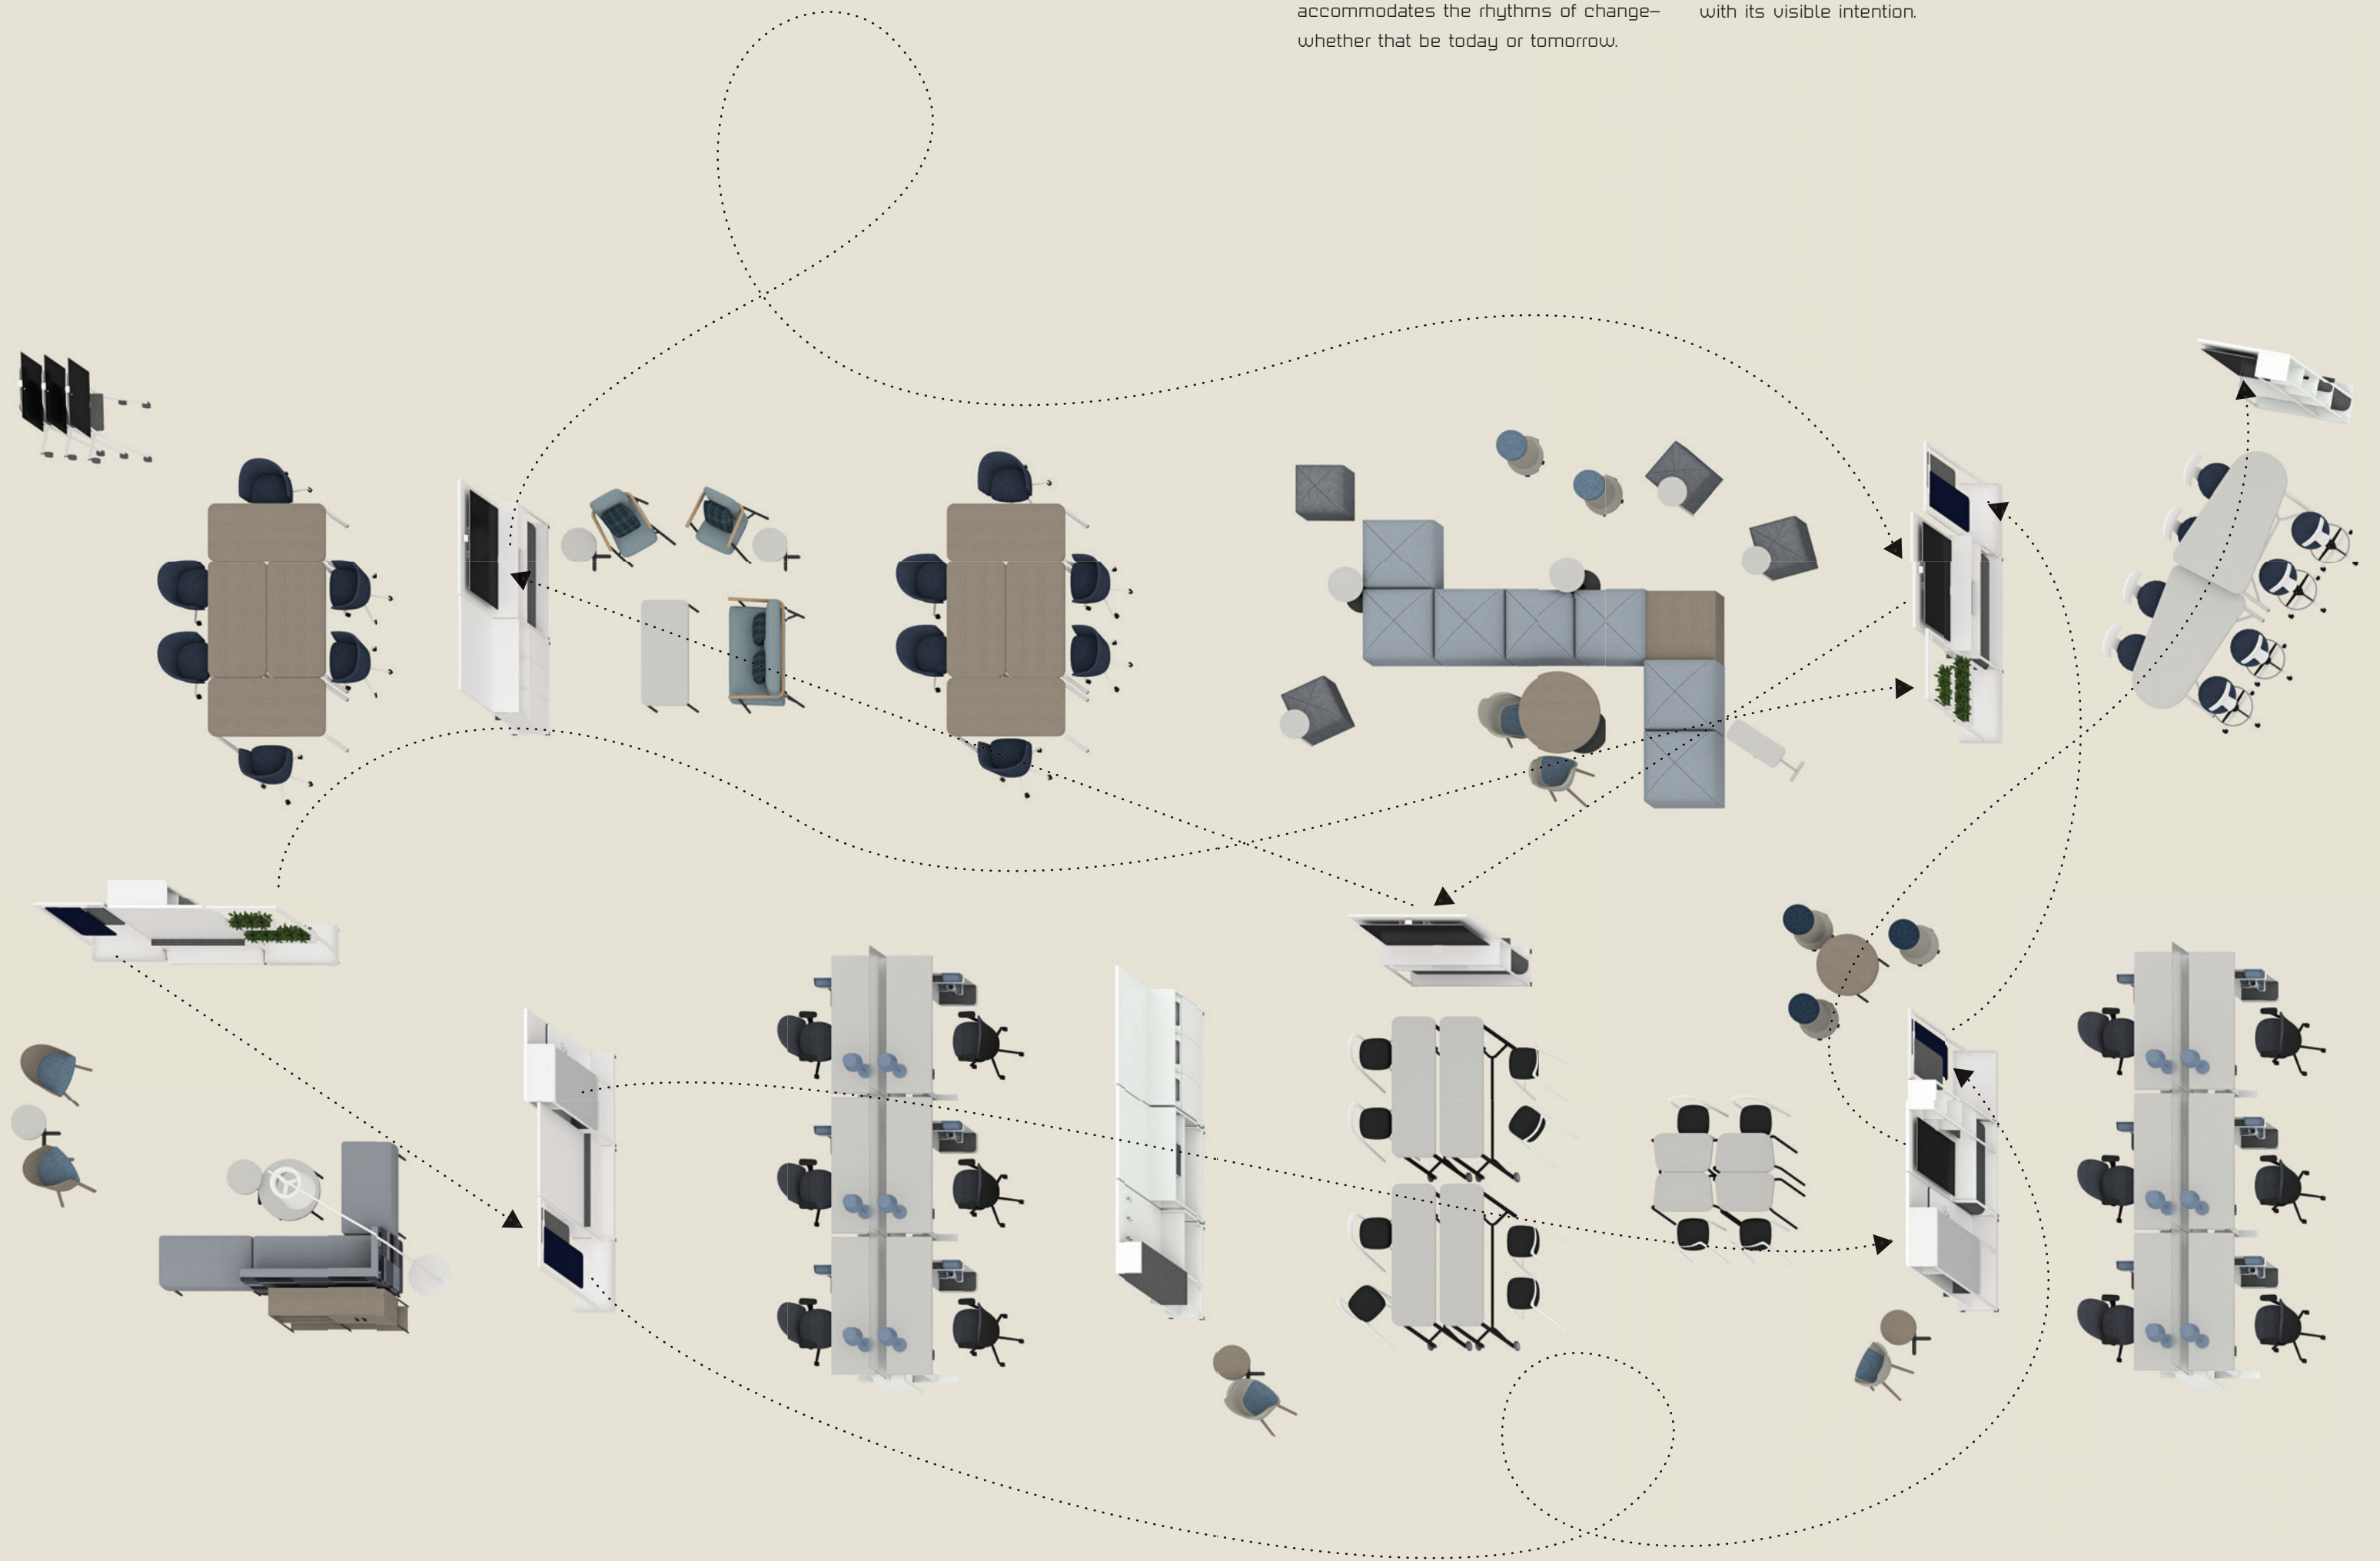 accommodates the rhythms of change–
whether that be today or tomorrow.
with its visible intention.